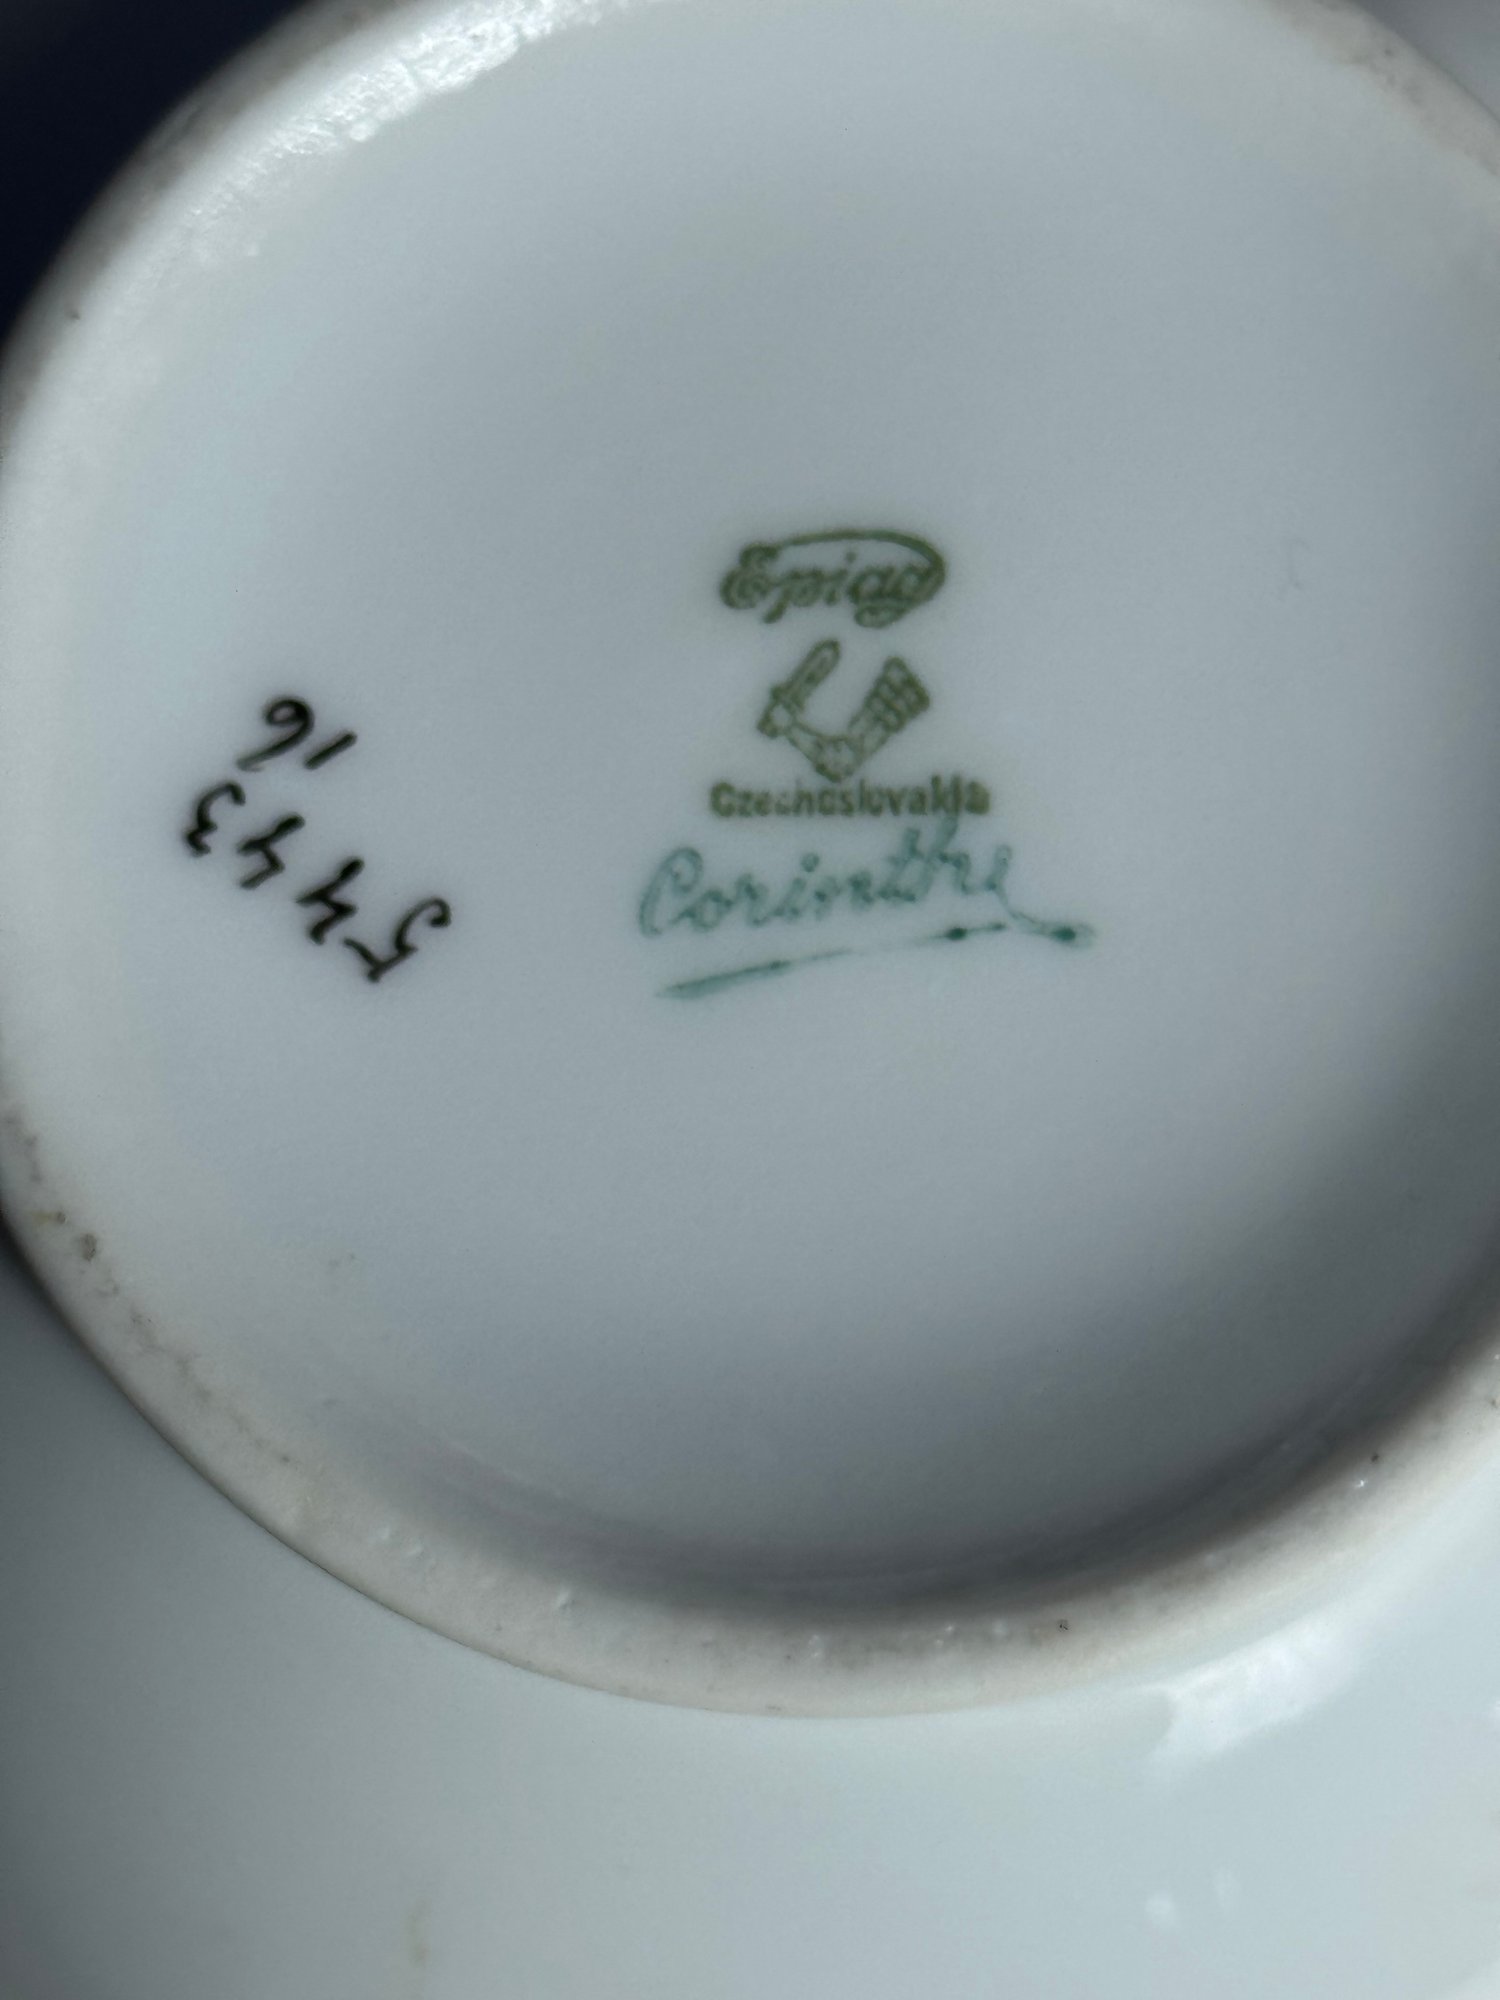 Epiag
Czechoslovakia
Corinthe
5443
16